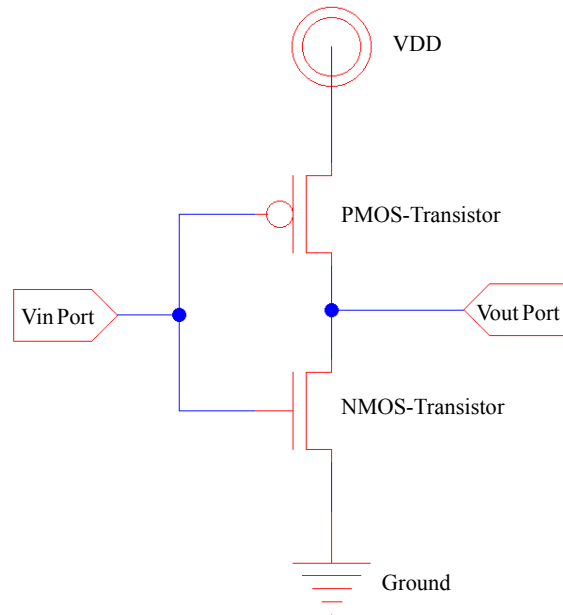 VDD
PMOS-Transistor
Vin Port
Vout Port
NMOS-Transistor
Ground